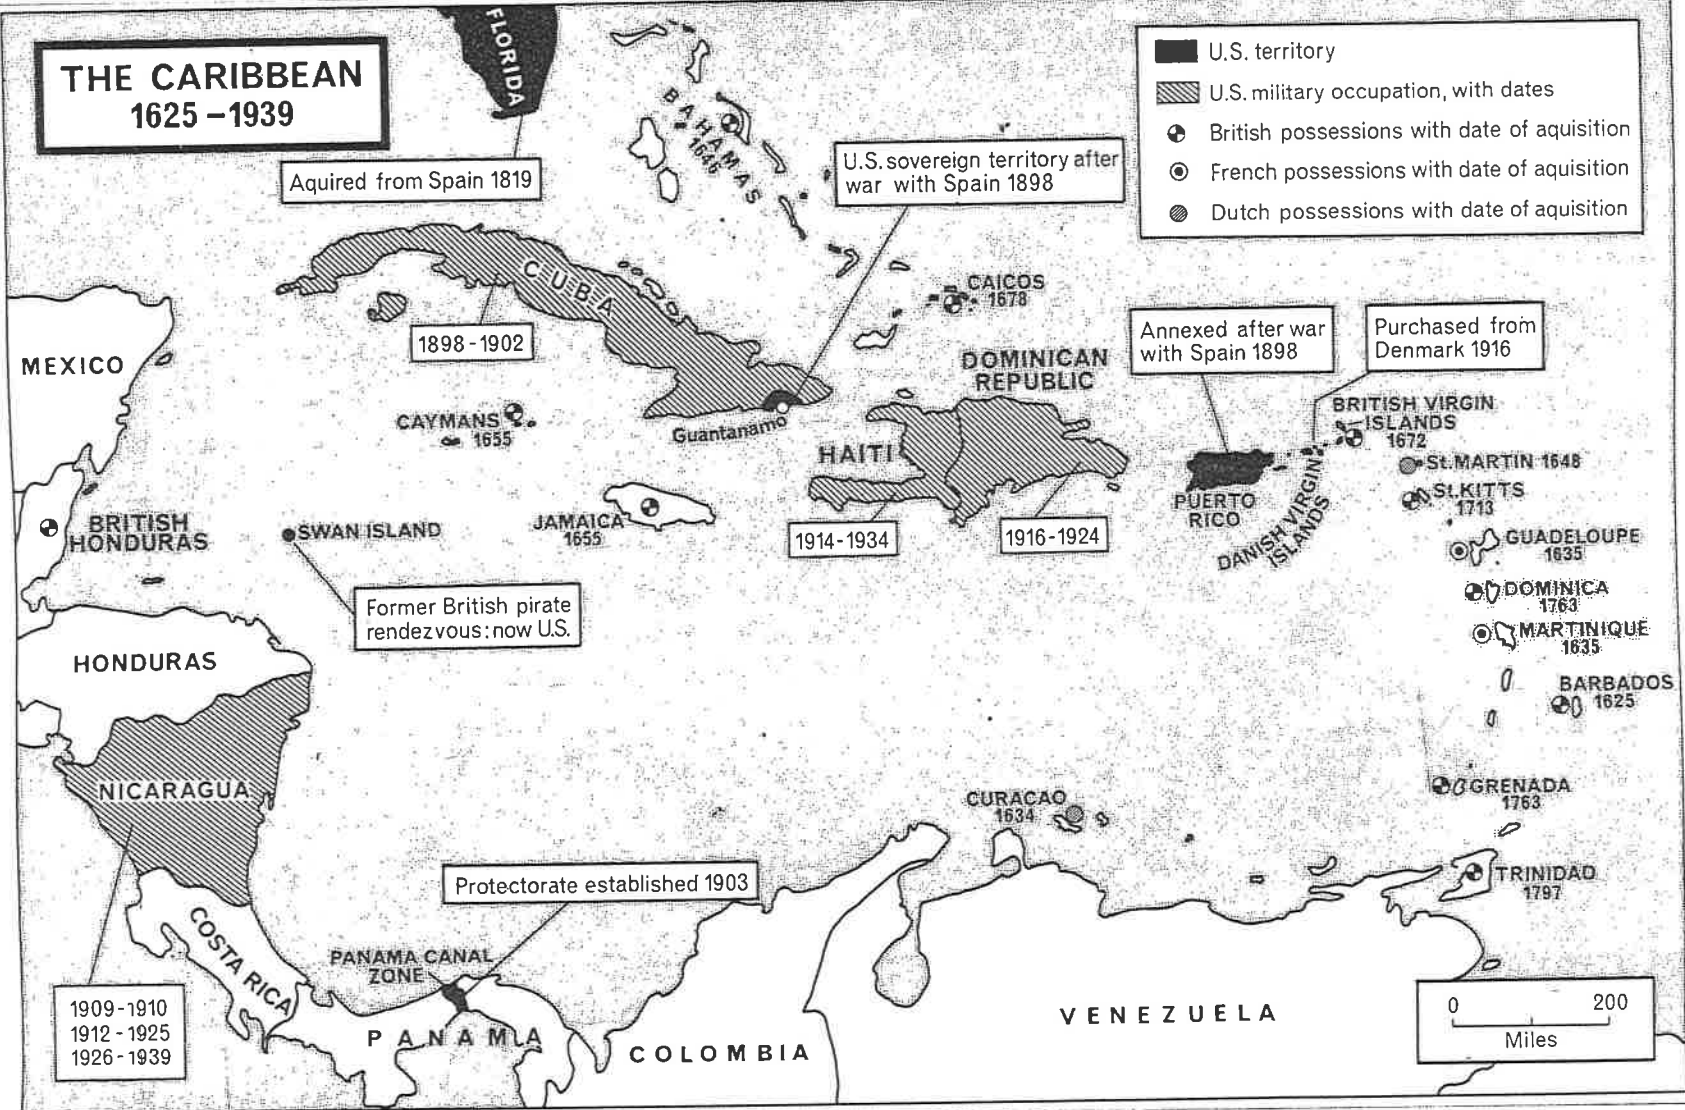 THE CARIBBEAN
1625-1939
FLORIDA
Aquired from Spain 1819
BAHAMAS
1646
U.S. sovereign territory after
war with Spain 1898
U.S. territory
U.S. military occupation, with dates
British possessions with date of aquisition
French possessions with date of aquisition
Dutch possessions with date of aquisition
CUBA
1898-1902
CAICOS
1678
MEXICO
DOMINICAN
REPUBLIC
Annexed after war
with Spain 1898
Purchased from
Denmark 1916
CAYMANS
1655
Guantanamo
HAITI
BRITISH VIRGIN
ISLANDS
1672
St. MARTIN 1648
St. KITTS
1713
PUERTO
RICO
DANISH VIRGIN
ISLANDS
BRITISH
HONDURAS
SWAN ISLAND
JAMAICA
1655
1914-1934
1916-1924
GUADELOUPE
1635
DOMINICA
1763
MARTINIQUE
1635
Former British pirate
rendezvous: now U.S.
HONDURAS
BARBADOS
1625
NICARAGUA
CURACAO
1634
GRENADA
1763
TRINIDAD
1797
Protectorate established 1903
COSTA RICA
PANAMA CANAL
ZONE
1909-1910
1912-1925
1926-1939
PANAMA
COLOMBIA
VENEZUELA
0 200
Miles